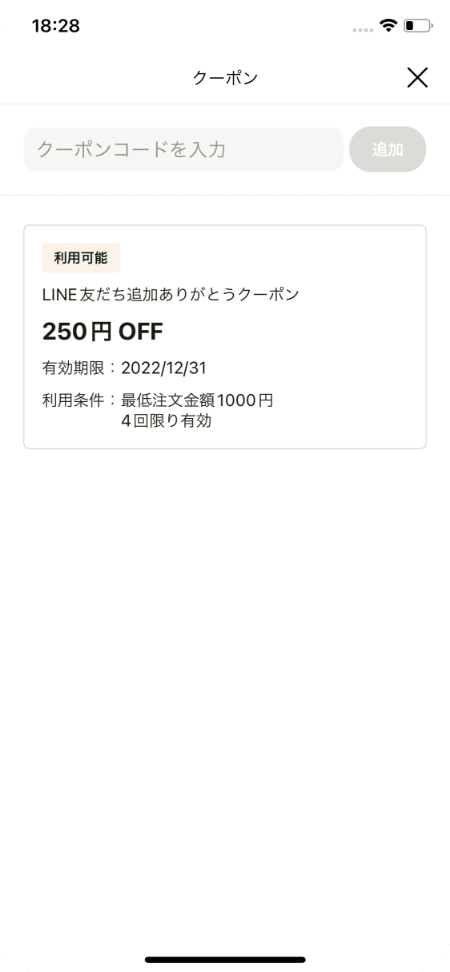 18:28
クーポン
クーポンコードを入力
追加
利用可能
LINE友だち追加ありがとうクーポン
250円 OFF
有効期限：2022/12/31
利用条件：最低注文金額1000円
4回限り有効